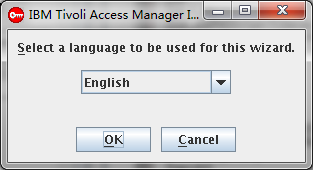 IBM Tivoli Access Manager I...
Select a language to be used for this wizard.
English
OK
Cancel